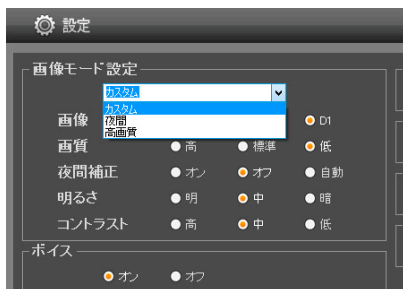 設定
画像モード設定
カスタム
カスタム
夜間
高画質
画像 D1
画質 高 標準 低
夜間補正 オン オフ 自動
明るさ 明 中 暗
コントラスト 高 中 低
ボイス
オン オフ